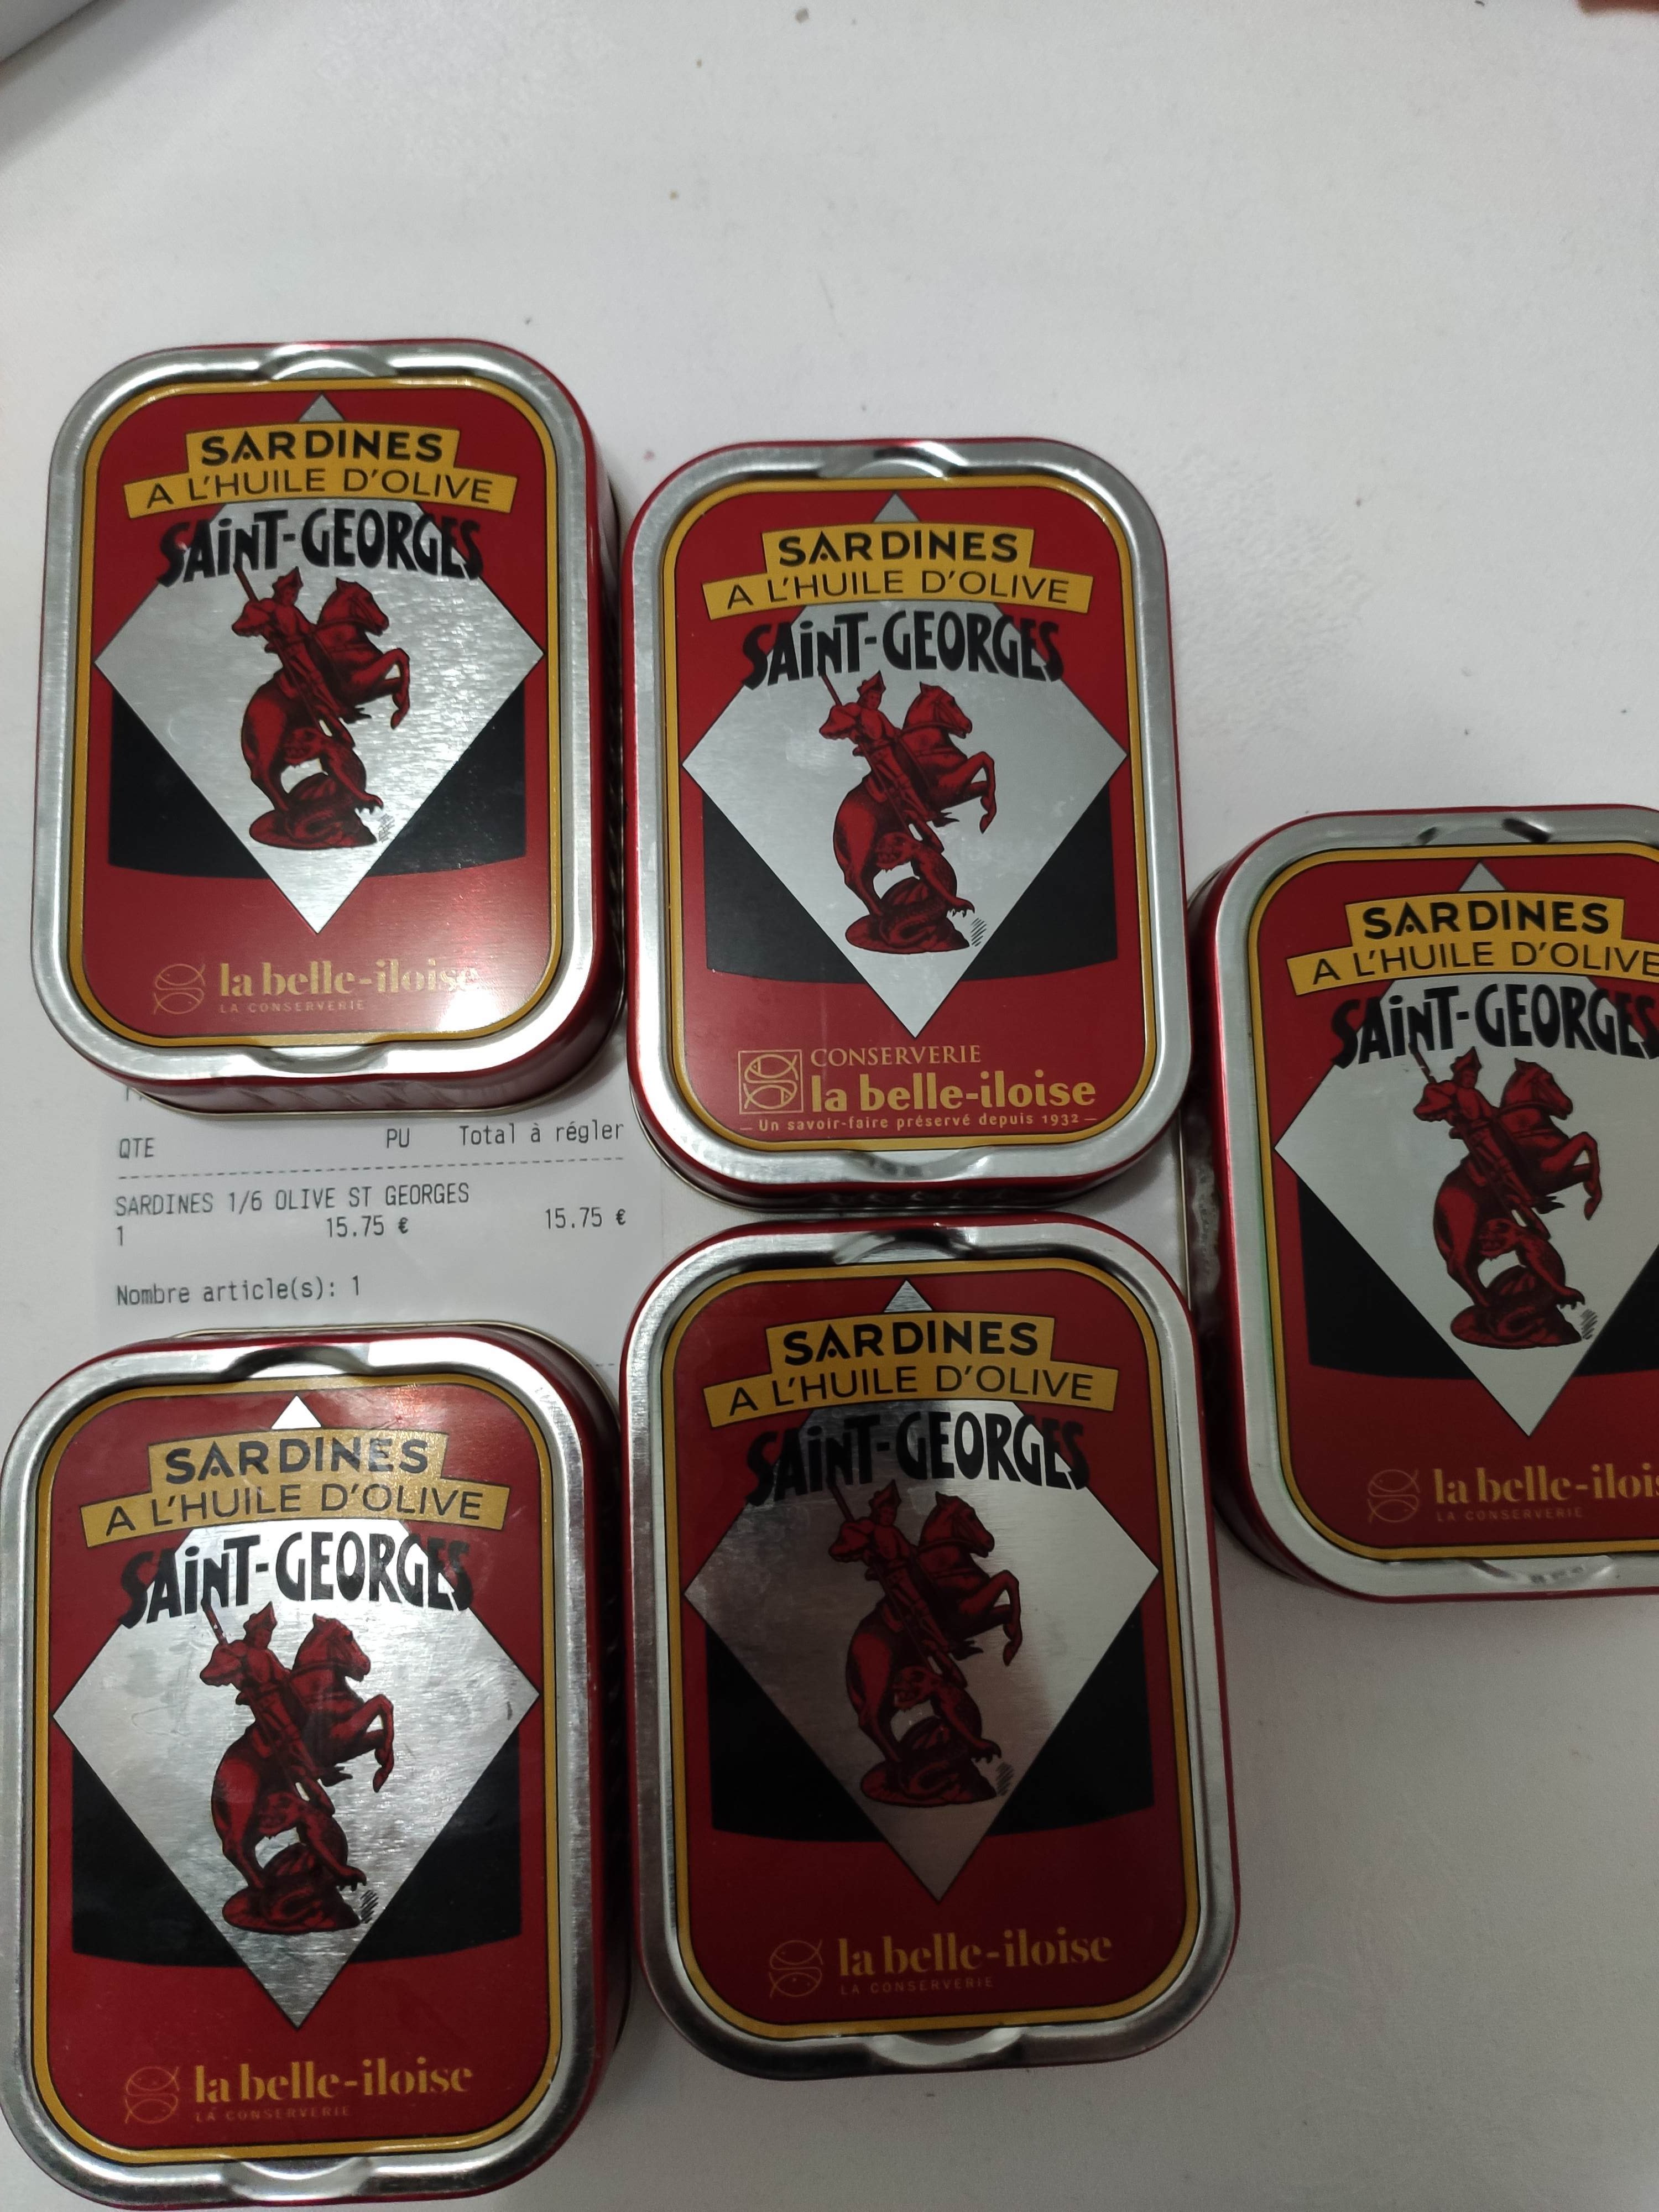 SARDINES
A L'HUILE D'OLIVE
SAINT-GEORGES
la belle-iloise
LA CONSERVERIE
SARDINES
A L'HUILE D'OLIVE
SAINT-GEORGES
CONSERVERIE
la belle-iloise
Un savoir-faire préservé depuis 1932
SARDINES
A L'HUILE D'OLIVE
SAINT-GEORGES
la belle-ilois
LA CONSERVERIE
QTE PU Total à régler
SARDINES 1/6 OLIVE ST GEORGES
1 15.75 € 15.75 €
Nombre article(s): 1
SARDINES
A L'HUILE D'OLIVE
SAINT-GEORGES
la belle-iloise
LA CONSERVERIE
SARDINES
A L'HUILE D'OLIVE
SAINT-GEORGES
la belle-iloise
LA CONSERVERIE